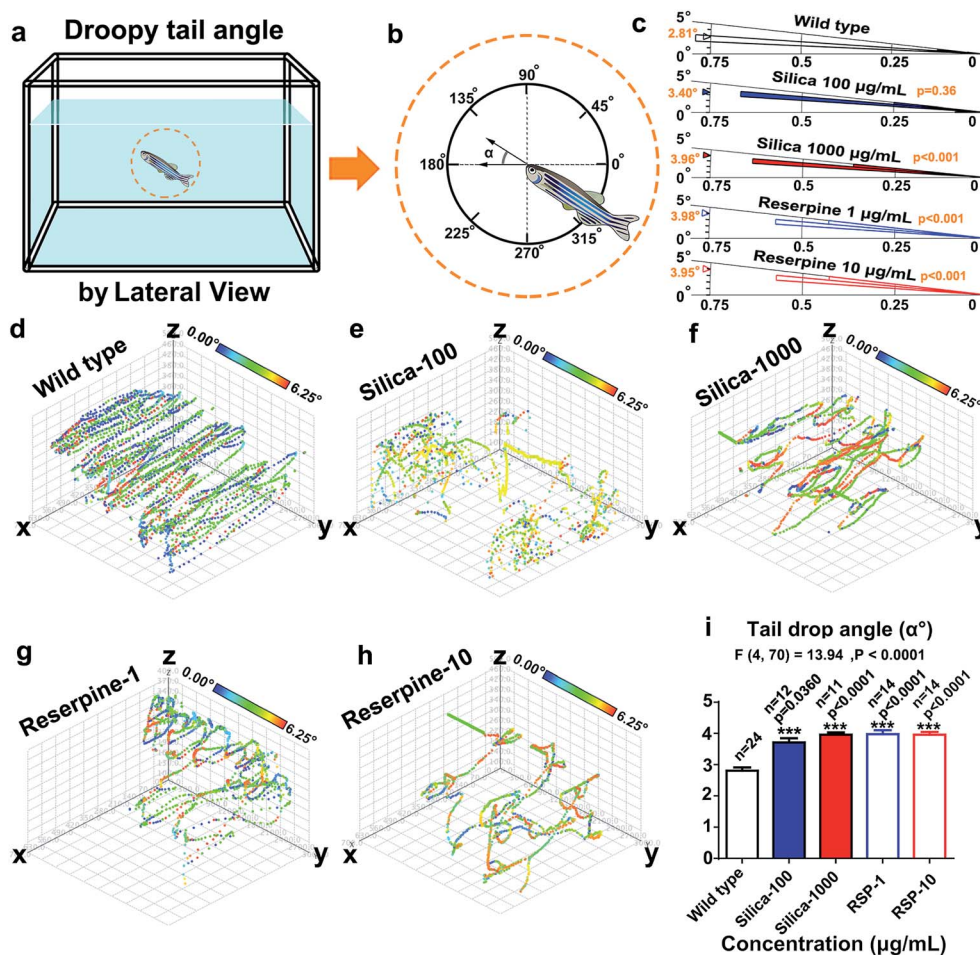 a
Droopy tail angle
by Lateral View
b
90°
45°
0°
315°
270°
225°
180°
135°
α
c
Wild type
5°
2.81°
0°
0.75
0.5
0.25
0
Silica 100 μg/mL
p=0.36
5°
3.40°
0°
0.75
0.5
0.25
0
Silica 1000 μg/mL
p<0.001
5°
3.96°
0°
0.75
0.5
0.25
0
Reserpine 1 μg/mL
p<0.001
5°
3.98°
0°
0.75
0.5
0.25
0
Reserpine 10 μg/mL
p<0.001
5°
3.95°
0°
0.75
0.5
0.25
0
d
Wild type
z
0.00°
6.25°
x
y
e
Silica-100
z
0.00°
6.25°
x
y
f
Silica-1000
z
0.00°
6.25°
x
y
g
Reserpine-1
z
0.00°
6.25°
x
y
h
Reserpine-10
z
0.00°
6.25°
x
y
i
Tail drop angle (α°)
F (4, 70) = 13.94 ,P < 0.0001
n=24
n=12
p=0.0360
***
n=11
p<0.0001
***
n=14
p<0.0001
***
n=14
p<0.0001
***
5
4
3
2
1
0
Wild type
Silica-100
Silica-1000
RSP-1
RSP-10
Concentration (μg/mL)